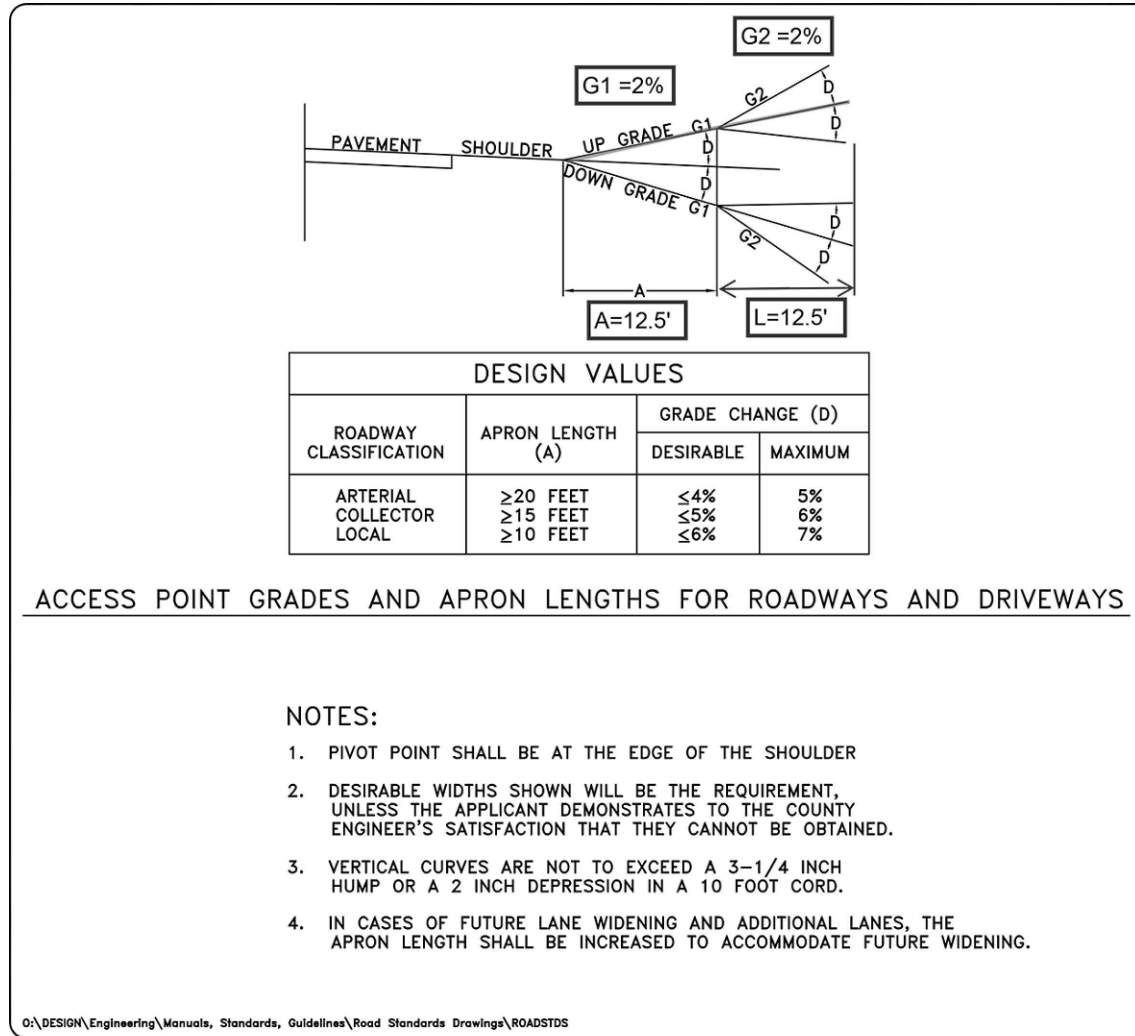 G2 =2%
G1 =2%
D
G2
D
PAVEMENT SHOULDER UP GRADE G1
D
D
DOWN GRADE G1
D
G2
D
A
A=12.5' L=12.5'
DESIGN VALUES
ROADWAY CLASSIFICATION APRON LENGTH (A) GRADE CHANGE (D)
DESIRABLE MAXIMUM
ARTERIAL ≥20 FEET ≤4% 5%
COLLECTOR ≥15 FEET ≤5% 6%
LOCAL ≥10 FEET ≤6% 7%
ACCESS POINT GRADES AND APRON LENGTHS FOR ROADWAYS AND DRIVEWAYS
NOTES:
1. PIVOT POINT SHALL BE AT THE EDGE OF THE SHOULDER
2. DESIRABLE WIDTHS SHOWN WILL BE THE REQUIREMENT,
UNLESS THE APPLICANT DEMONSTRATES TO THE COUNTY
ENGINEER'S SATISFACTION THAT THEY CANNOT BE OBTAINED.
3. VERTICAL CURVES ARE NOT TO EXCEED A 3-1/4 INCH
HUMP OR A 2 INCH DEPRESSION IN A 10 FOOT CORD.
4. IN CASES OF FUTURE LANE WIDENING AND ADDITIONAL LANES, THE
APRON LENGTH SHALL BE INCREASED TO ACCOMMODATE FUTURE WIDENING.
O:\DESIGN\Engineering\Manuals, Standards, Guidelines\Road Standards Drawings\ROADSTDS